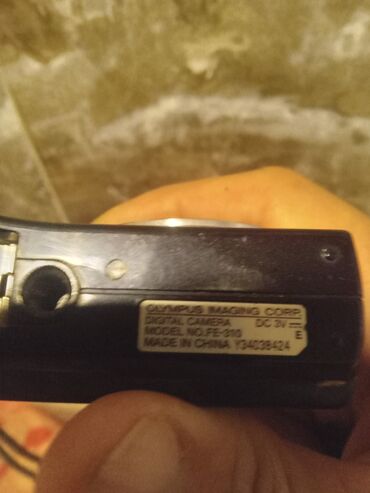 OLYMPUS IMAGING CORP.
DIGITAL CAMERA DC 3V
MODEL NO.FE-310 E
MADE IN CHINA Y34038424